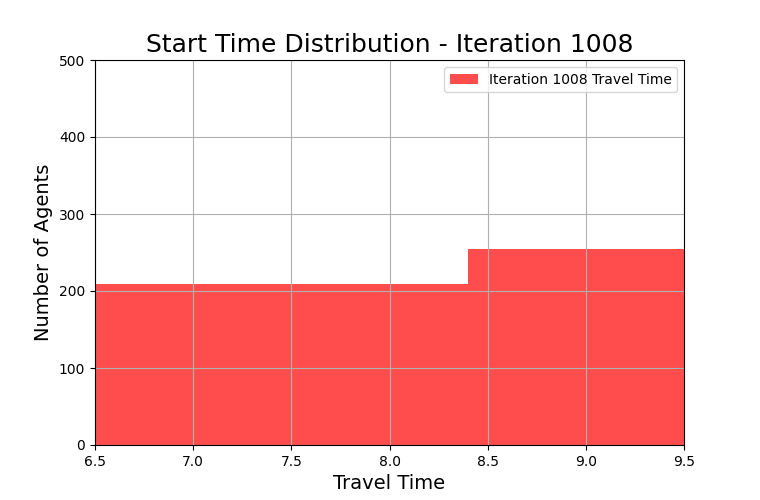 Start Time Distribution - Iteration 1008
Iteration 1008 Travel Time
Number of Agents
500
400
300
200
100
0
6.5 7.0 7.5 8.0 8.5 9.0 9.5
Travel Time